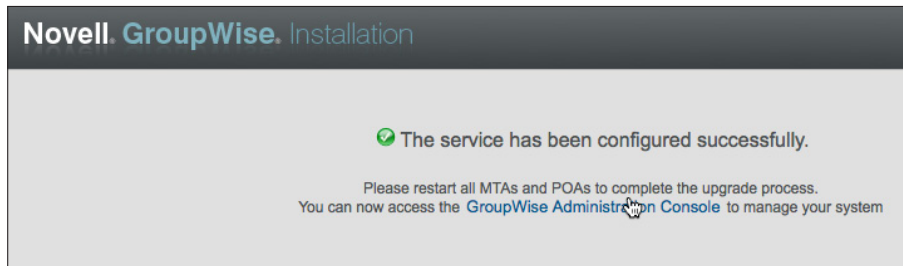 Novell. GroupWise. Installation
The service has been configured successfully.
Please restart all MTAs and POAs to complete the upgrade process.
You can now access the GroupWise Administration Console to manage your system